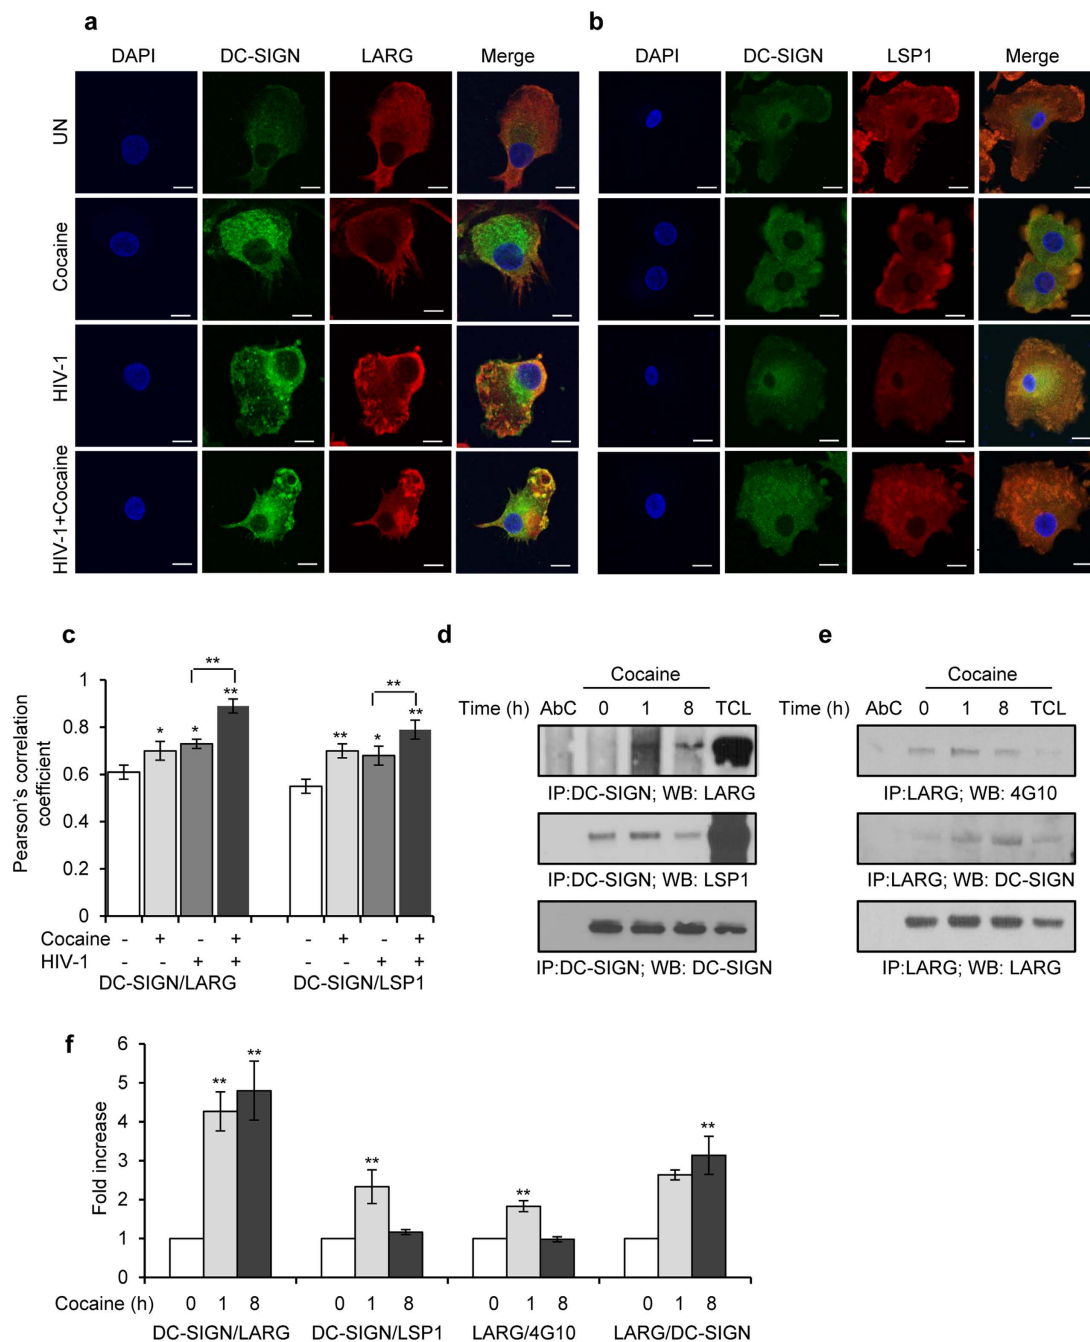 a
DAPI DC-SIGN LARG Merge
UN
Cocaine
HIV-1
HIV-1+Cocaine
b
DAPI DC-SIGN LSP1 Merge
c
Pearson's correlation
coefficient
1
0.8
0.6
0.4
0.2
0
* * ** **
** * ** **
Cocaine - + - + - + - +
HIV-1 - - + + - - + +
DC-SIGN/LARG DC-SIGN/LSP1
d
Cocaine
Time (h) AbC 0 1 8 TCL
IP:DC-SIGN; WB: LARG
IP:DC-SIGN; WB: LSP1
IP:DC-SIGN; WB: DC-SIGN
e
Cocaine
Time (h) AbC 0 1 8 TCL
IP:LARG; WB: 4G10
IP:LARG; WB: DC-SIGN
IP:LARG; WB: LARG
f
Fold increase
6
5
4
3
2
1
0
** ** ** ** **
Cocaine (h) 0 1 8 0 1 8 0 1 8 0 1 8
DC-SIGN/LARG DC-SIGN/LSP1 LARG/4G10 LARG/DC-SIGN